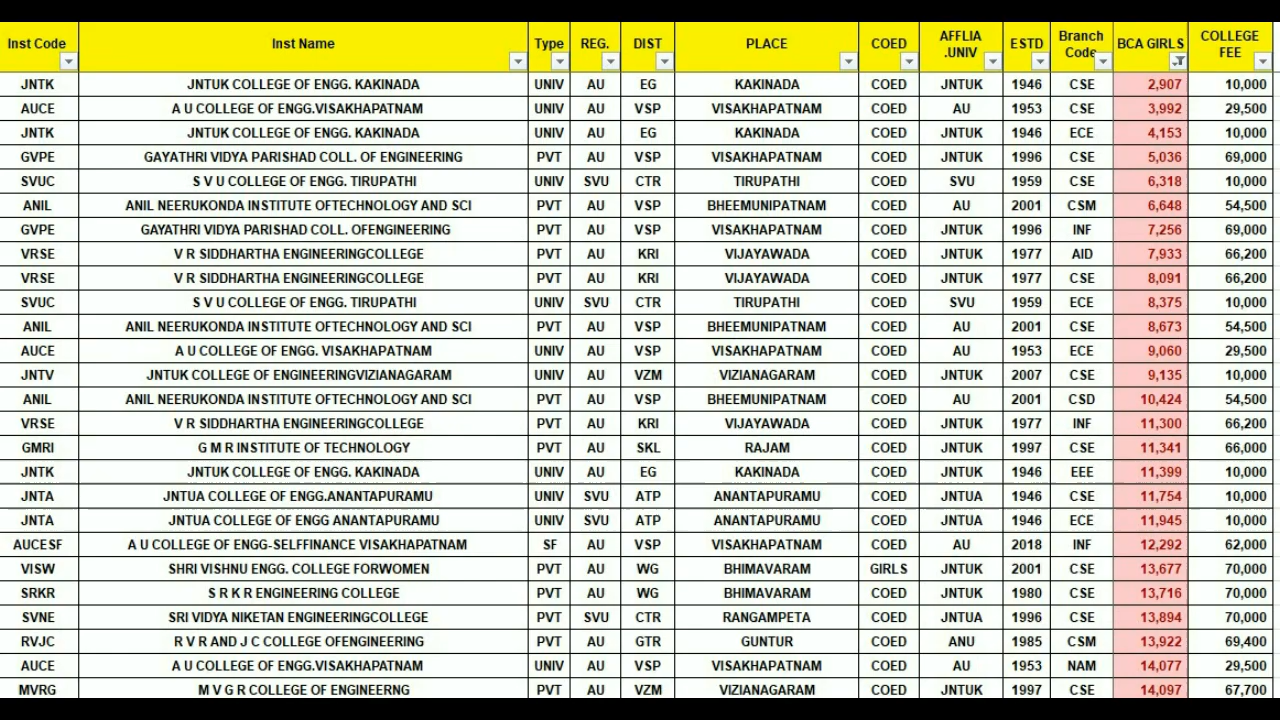 Inst Code Inst Name Type REG. DIST PLACE COED AFFLIA .UNIV ESTD Branch Code BCA GIRLS COLLEGE FEE
JNTK JNTUK COLLEGE OF ENGG. KAKINADA UNIV AU EG KAKINADA COED JNTUK 1946 CSE 2,907 10,000
AUCE A U COLLEGE OF ENGG.VISAKHAPATNAM UNIV AU VSP VISAKHAPATNAM COED AU 1953 CSE 3,992 29,500
JNTK JNTUK COLLEGE OF ENGG. KAKINADA UNIV AU EG KAKINADA COED JNTUK 1946 ECE 4,153 10,000
GVPE GAYATHRI VIDYA PARISHAD COLL. OF ENGINEERING PVT AU VSP VISAKHAPATNAM COED JNTUK 1996 CSE 5,036 69,000
SVUC S V U COLLEGE OF ENGG. TIRUPATHI UNIV SVU CTR TIRUPATHI COED SVU 1959 CSE 6,318 10,000
ANIL ANIL NEERUKONDA INSTITUTE OFTECHNOLOGY AND SCI PVT AU VSP BHEEMUNIPATNAM COED AU 2001 CSM 6,648 54,500
GVPE GAYATHRI VIDYA PARISHAD COLL. OFENGINEERING PVT AU VSP VISAKHAPATNAM COED JNTUK 1996 INF 7,256 69,000
VRSE V R SIDDHARTHA ENGINEERINGCOLLEGE PVT AU KRI VIJAYAWADA COED JNTUK 1977 AID 7,933 66,200
VRSE V R SIDDHARTHA ENGINEERINGCOLLEGE PVT AU KRI VIJAYAWADA COED JNTUK 1977 CSE 8,091 66,200
SVUC S V U COLLEGE OF ENGG. TIRUPATHI UNIV SVU CTR TIRUPATHI COED SVU 1959 ECE 8,375 10,000
ANIL ANIL NEERUKONDA INSTITUTE OFTECHNOLOGY AND SCI PVT AU VSP BHEEMUNIPATNAM COED AU 2001 CSE 8,673 54,500
AUCE A U COLLEGE OF ENGG. VISAKHAPATNAM UNIV AU VSP VISAKHAPATNAM COED AU 1953 ECE 9,060 29,500
JNTV JNTUK COLLEGE OF ENGINEERINGVIZIANAGARAM UNIV AU VZM VIZIANAGARAM COED JNTUK 2007 CSE 9,135 10,000
ANIL ANIL NEERUKONDA INSTITUTE OFTECHNOLOGY AND SCI PVT AU VSP BHEEMUNIPATNAM COED AU 2001 CSD 10,424 54,500
VRSE V R SIDDHARTHA ENGINEERINGCOLLEGE PVT AU KRI VIJAYAWADA COED JNTUK 1977 INF 11,300 66,200
GMRI G M R INSTITUTE OF TECHNOLOGY PVT AU SKL RAJAM COED JNTUK 1997 CSE 11,341 66,000
JNTK JNTUK COLLEGE OF ENGG. KAKINADA UNIV AU EG KAKINADA COED JNTUK 1946 EEE 11,399 10,000
JNTA JNTUA COLLEGE OF ENGG.ANANTAPURAMU UNIV SVU ATP ANANTAPURAMU COED JNTUA 1946 CSE 11,754 10,000
JNTA JNTUA COLLEGE OF ENGG ANANTAPURAMU UNIV SVU ATP ANANTAPURAMU COED JNTUA 1946 ECE 11,945 10,000
AUCESF A U COLLEGE OF ENGG-SELFFINANCE VISAKHAPATNAM SF AU VSP VISAKHAPATNAM COED AU 2018 INF 12,292 62,000
VISW SHRI VISHNU ENGG. COLLEGE FORWOMEN PVT AU WG BHIMAVARAM GIRLS JNTUK 2001 CSE 13,677 70,000
SRKR S R K R ENGINEERING COLLEGE PVT AU WG BHIMAVARAM COED JNTUK 1980 CSE 13,716 70,000
SVNE SRI VIDYA NIKETAN ENGINEERINGCOLLEGE PVT SVU CTR RANGAMPETA COED JNTUA 1996 CSE 13,894 70,000
RVJC R V R AND J C COLLEGE OFENGINEERING PVT AU GTR GUNTUR COED ANU 1985 CSM 13,922 69,400
AUCE A U COLLEGE OF ENGG.VISAKHAPATNAM UNIV AU VSP VISAKHAPATNAM COED AU 1953 NAM 14,077 29,500
MVRG M V G R COLLEGE OF ENGINEERNG PVT AU VZM VIZIANAGARAM COED JNTUK 1997 CSE 14,097 67,700